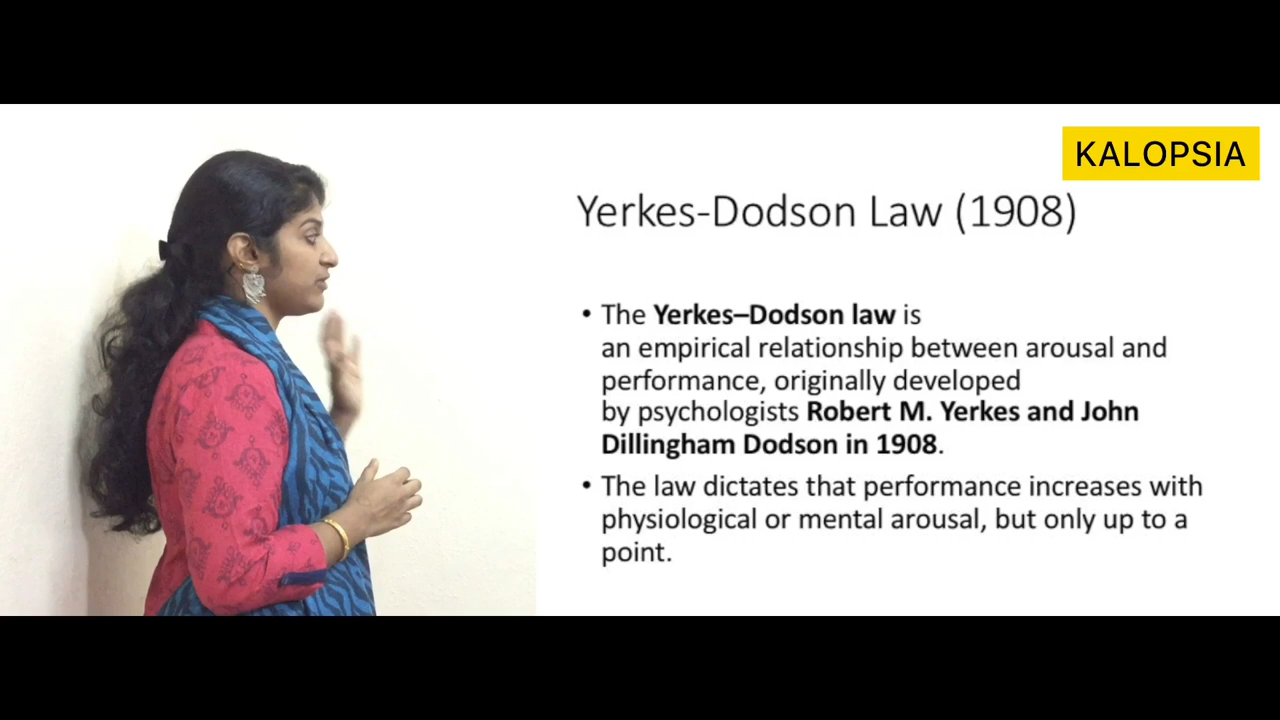 KALOPSIA
Yerkes-Dodson Law (1908)
• The Yerkes–Dodson law is
an empirical relationship between arousal and
performance, originally developed
by psychologists Robert M. Yerkes and John
Dillingham Dodson in 1908.
• The law dictates that performance increases with
physiological or mental arousal, but only up to a
point.